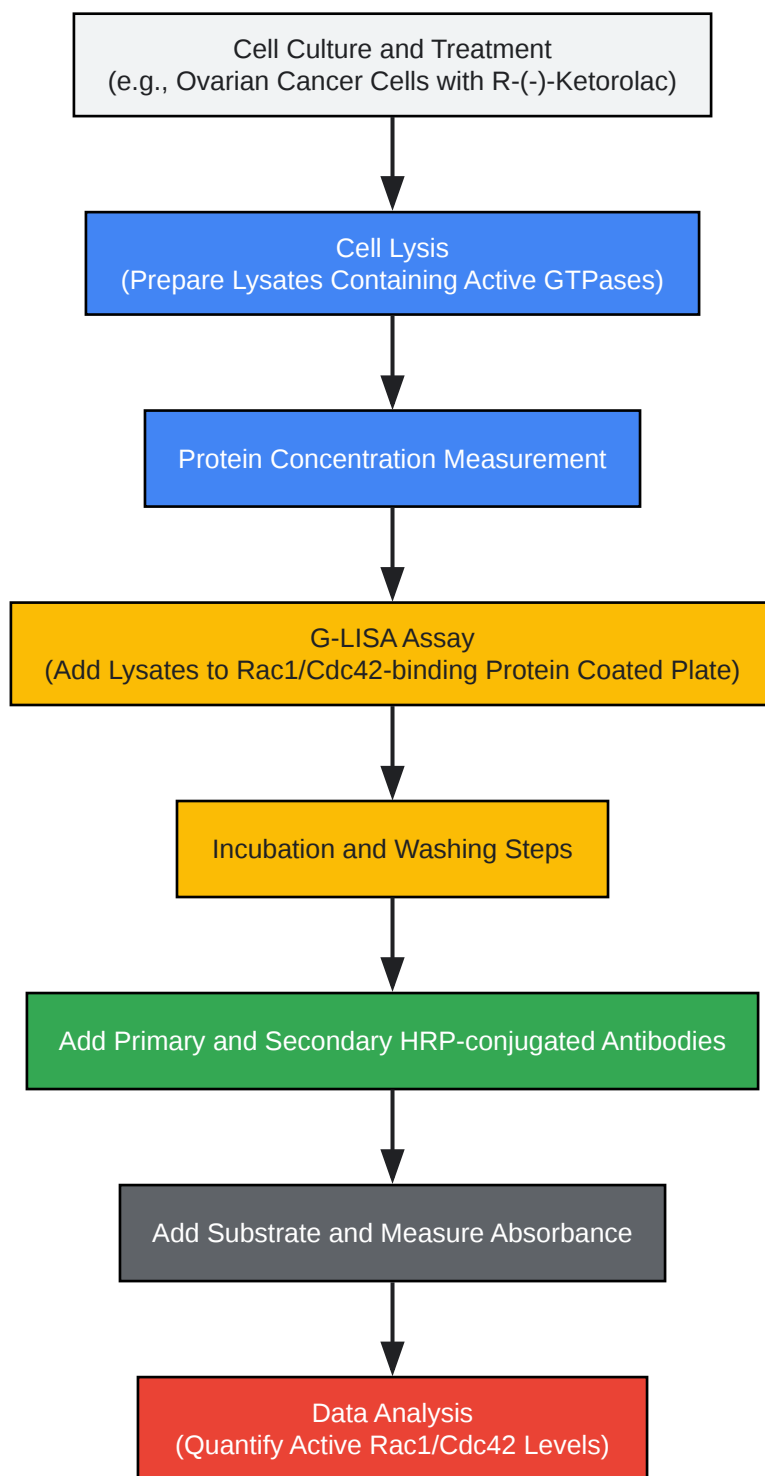 Cell Culture and Treatment
(e.g., Ovarian Cancer Cells with R-(-)-Ketorolac)
Cell Lysis
(Prepare Lysates Containing Active GTPases)
Protein Concentration Measurement
G-LISA Assay
(Add Lysates to Rac1/Cdc42-binding Protein Coated Plate)
Incubation and Washing Steps
Add Primary and Secondary HRP-conjugated Antibodies
Add Substrate and Measure Absorbance
Data Analysis
(Quantify Active Rac1/Cdc42 Levels)